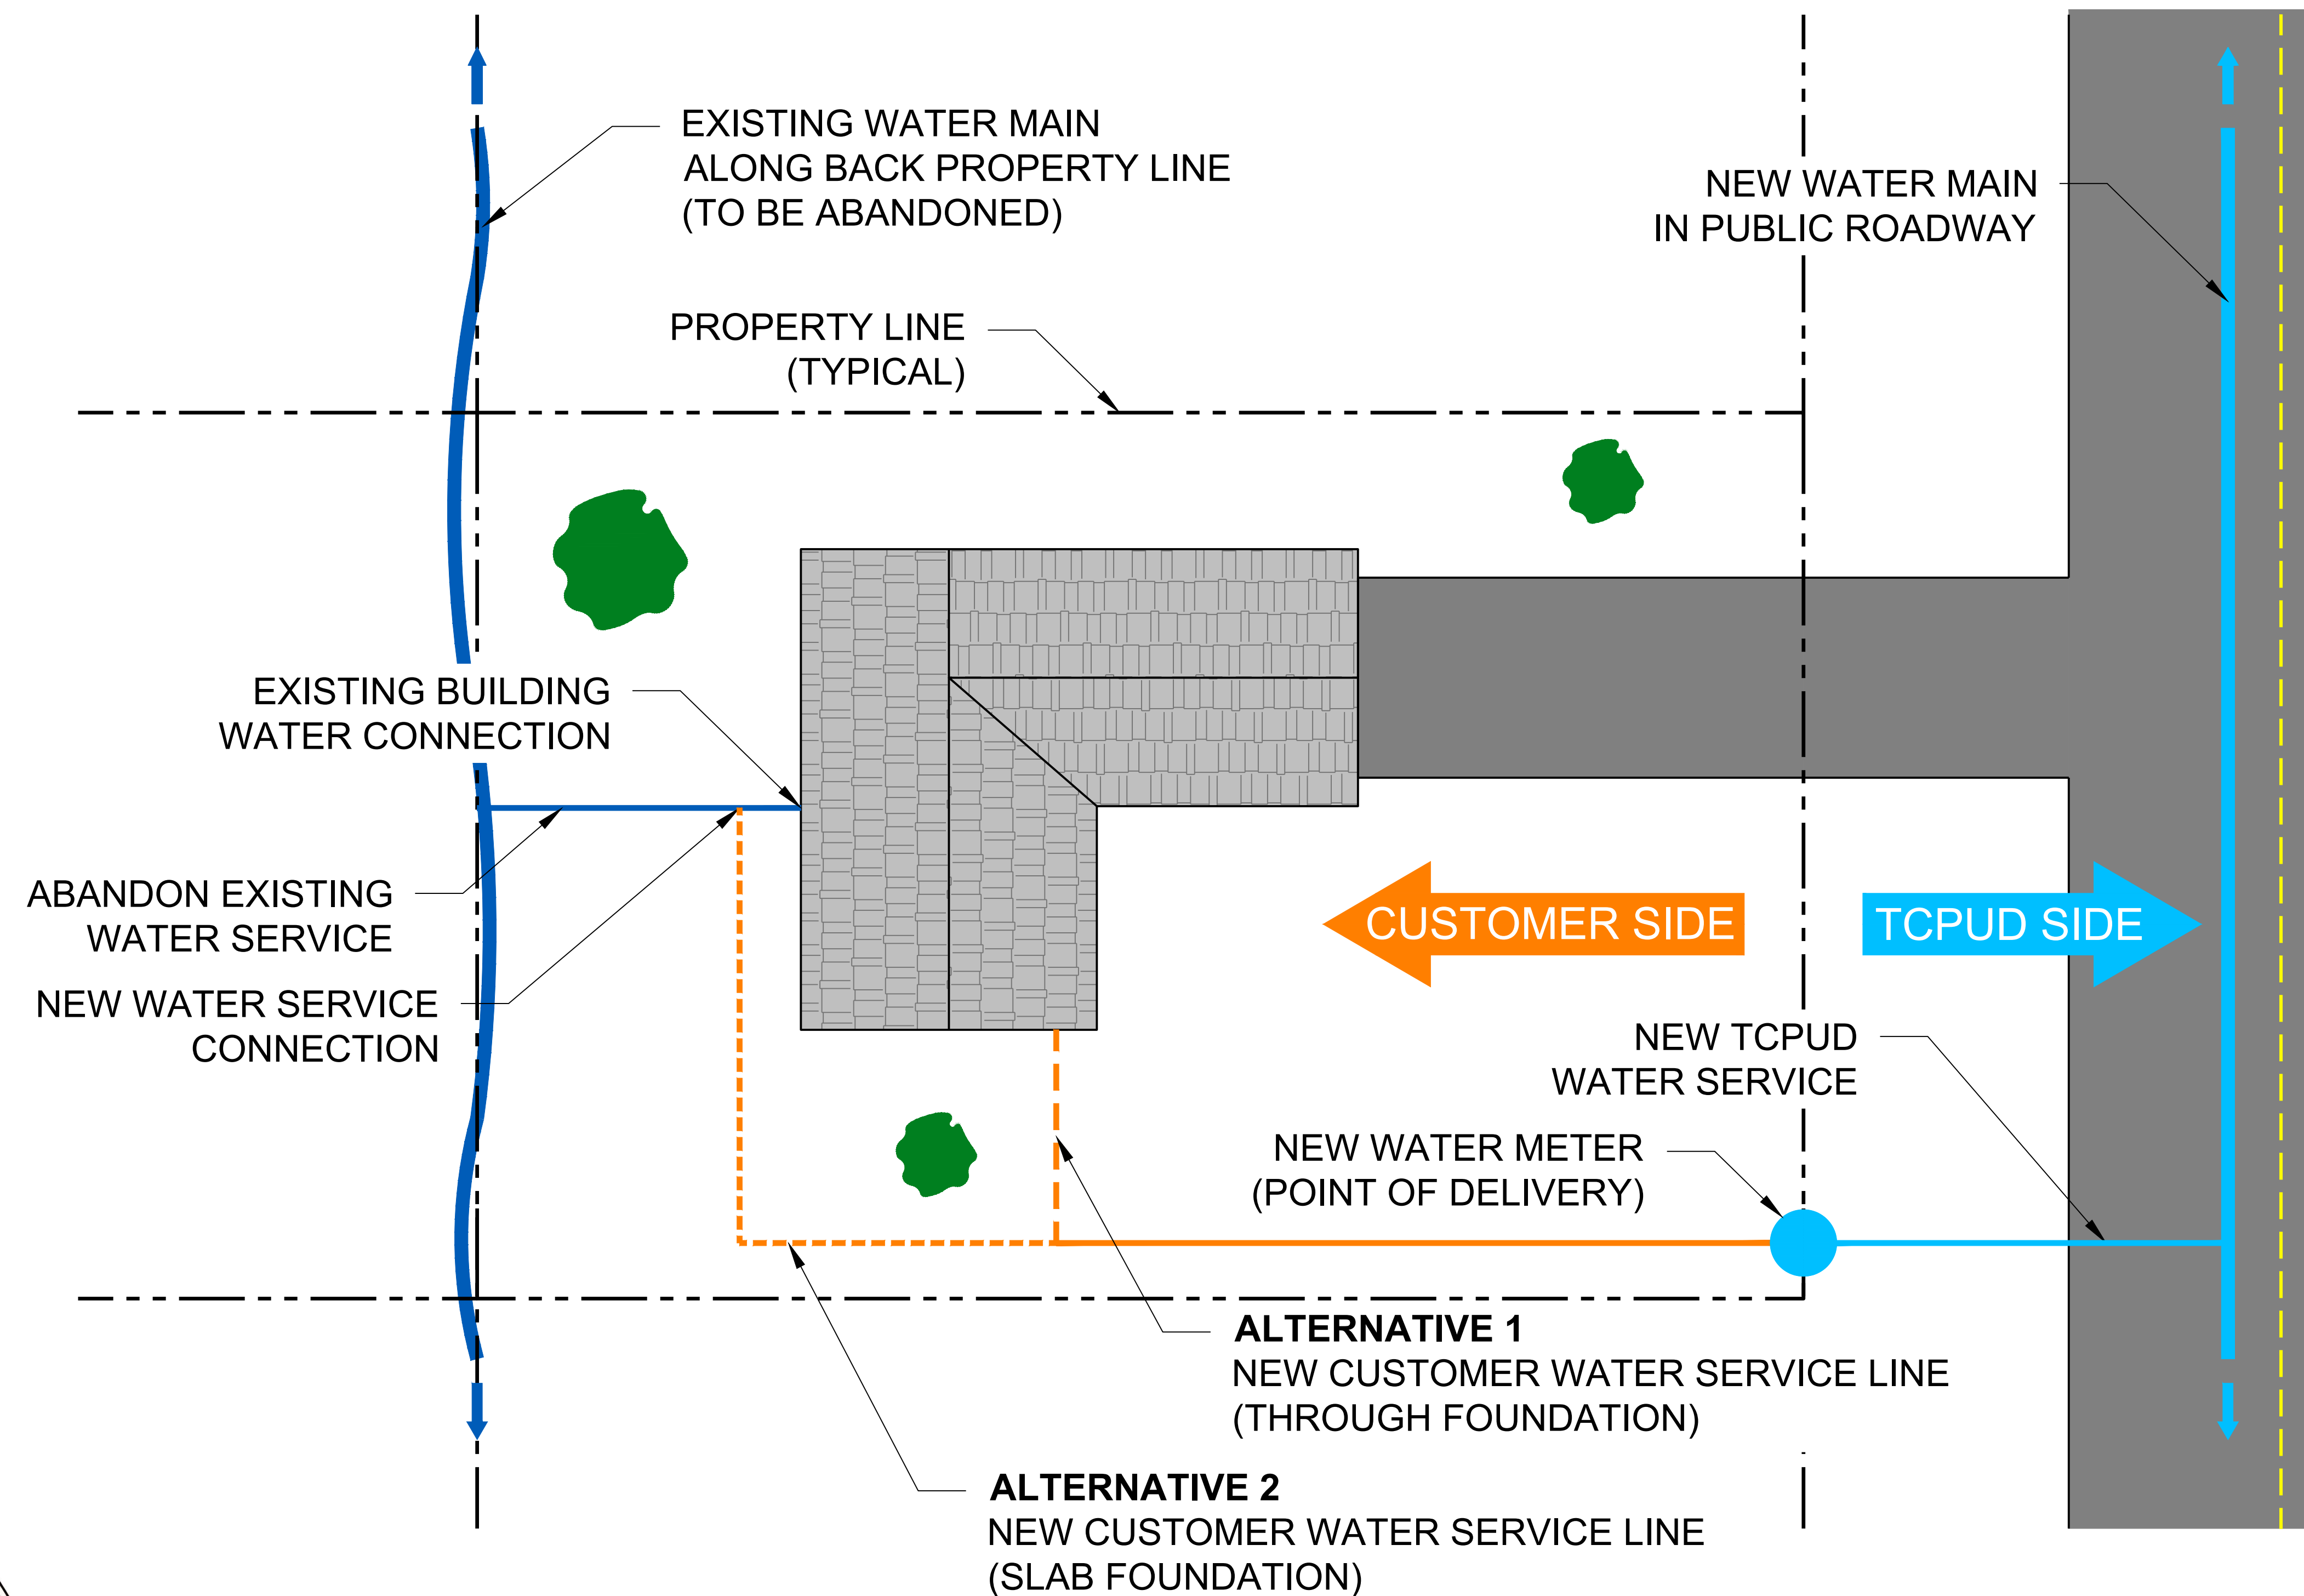 EXISTING WATER MAIN
ALONG BACK PROPERTY LINE
(TO BE ABANDONED)
NEW WATER MAIN
IN PUBLIC ROADWAY
PROPERTY LINE
(TYPICAL)
EXISTING BUILDING
WATER CONNECTION
ABANDON EXISTING
WATER SERVICE
NEW WATER SERVICE
CONNECTION
CUSTOMER SIDE
TCPUD SIDE
NEW TCPUD
WATER SERVICE
NEW WATER METER
(POINT OF DELIVERY)
ALTERNATIVE 1
NEW CUSTOMER WATER SERVICE LINE
(THROUGH FOUNDATION)
ALTERNATIVE 2
NEW CUSTOMER WATER SERVICE LINE
(SLAB FOUNDATION)